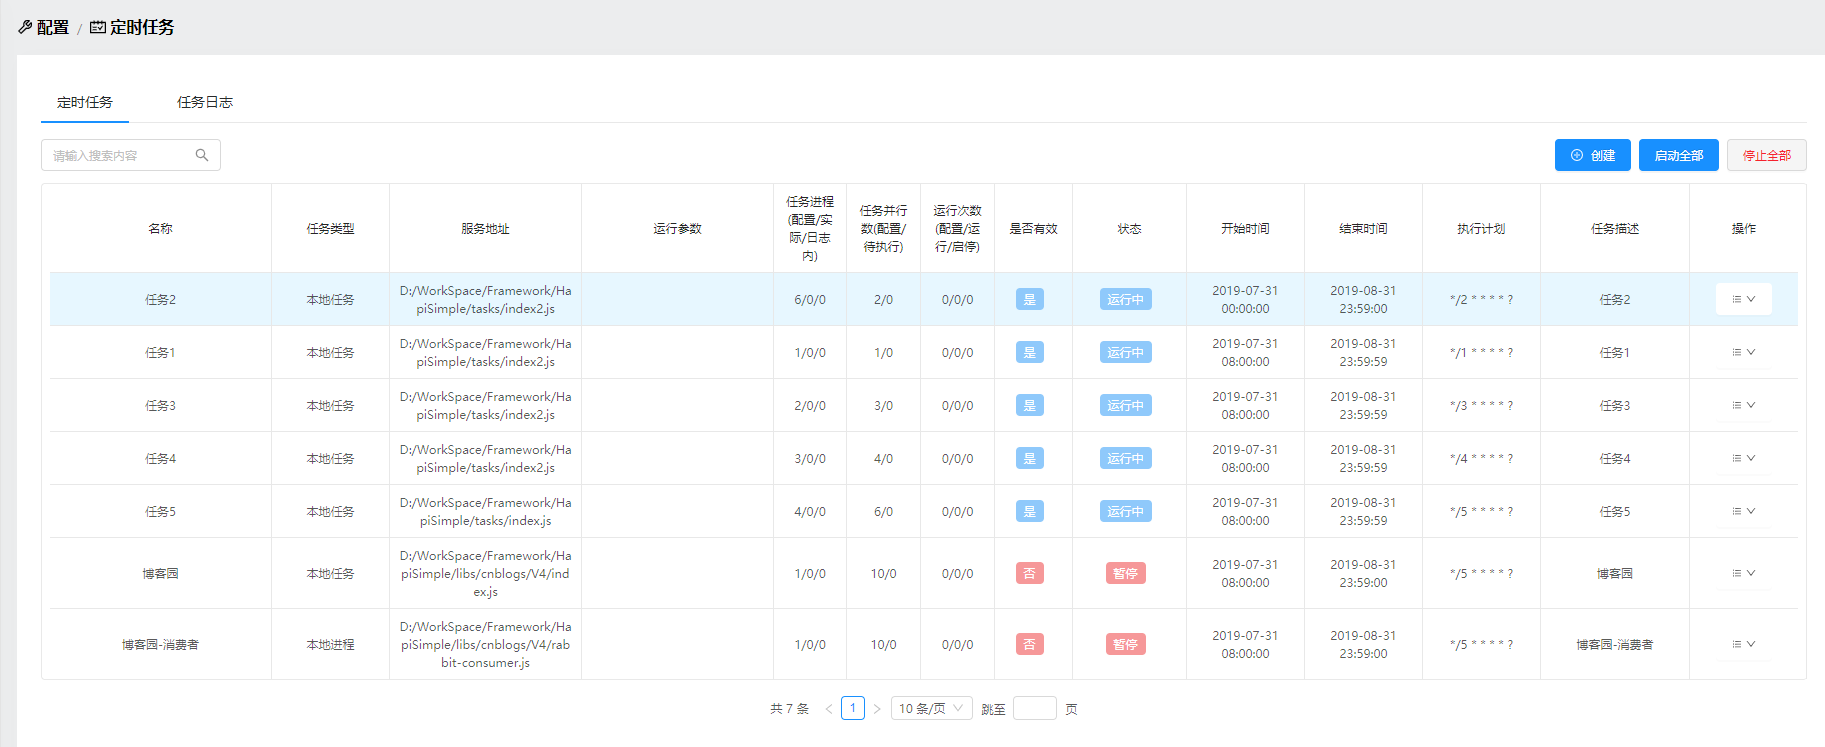 配置 / 定时任务
定时任务 任务日志
请输入搜索内容 创建 启动全部 停止全部
名称 任务类型 服务地址 运行参数 任务进程(配置/实际/日志内) 任务并行数(配置/待执行) 运行次数(配置/运行/启停) 是否有效 状态 开始时间 结束时间 执行计划 任务描述 操作
任务2 本地任务 D:/WorkSpace/Framework/HapiSimple/tasks/index2.js 6/0/0 2/0 0/0/0 是 运行中 2019-07-31 00:00:00 2019-08-31 23:59:00 */2 * * * * ? 任务2
任务1 本地任务 D:/WorkSpace/Framework/HapiSimple/tasks/index2.js 1/0/0 1/0 0/0/0 是 运行中 2019-07-31 08:00:00 2019-08-31 23:59:59 */1 * * * * ? 任务1
任务3 本地任务 D:/WorkSpace/Framework/HapiSimple/tasks/index2.js 2/0/0 3/0 0/0/0 是 运行中 2019-07-31 08:00:00 2019-08-31 23:59:59 */3 * * * * ? 任务3
任务4 本地任务 D:/WorkSpace/Framework/HapiSimple/tasks/index2.js 3/0/0 4/0 0/0/0 是 运行中 2019-07-31 08:00:00 2019-08-31 23:59:59 */4 * * * * ? 任务4
任务5 本地任务 D:/WorkSpace/Framework/HapiSimple/tasks/index.js 4/0/0 6/0 0/0/0 是 运行中 2019-07-31 08:00:00 2019-08-31 23:59:59 */5 * * * * ? 任务5
博客园 本地任务 D:/WorkSpace/Framework/HapiSimple/libs/cnblogs/V4/index.js 1/0/0 10/0 0/0/0 否 暂停 2019-07-31 08:00:00 2019-08-31 23:59:00 */5 * * * * ? 博客园
博客园-消费者 本地进程 D:/WorkSpace/Framework/HapiSimple/libs/cnblogs/V4/rabbit-consumer.js 1/0/0 10/0 0/0/0 否 暂停 2019-07-31 08:00:00 2019-08-31 23:59:00 */5 * * * * ? 博客园-消费者
共 7 条 < 1 > 10 条/页 跳至 页